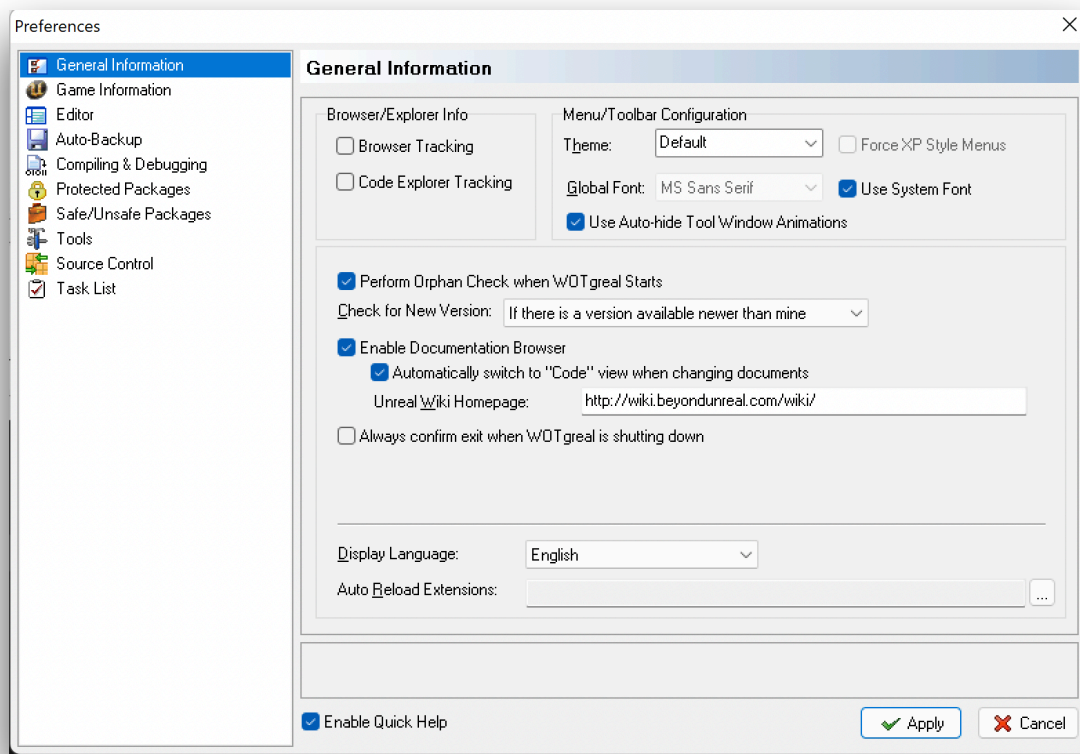 Preferences
General Information
Game Information
Editor
Auto-Backup
Compiling & Debugging
Protected Packages
Safe/Unsafe Packages
Tools
Source Control
Task List
General Information
Browser/Explorer Info
Browser Tracking
Code Explorer Tracking
Menu/Toolbar Configuration
Theme: Default Force XP Style Menus
Global Font: MS Sans Serif Use System Font
Use Auto-hide Tool Window Animations
Perform Orphan Check when WOTgreal Starts
Check for New Version: If there is a version available newer than mine
Enable Documentation Browser
Automatically switch to "Code" view when changing documents
Unreal Wiki Homepage: http://wiki.beyondunreal.com/wiki/
Always confirm exit when WOTgreal is shutting down
Display Language: English
Auto Reload Extensions: ...
Enable Quick Help
Apply Cancel